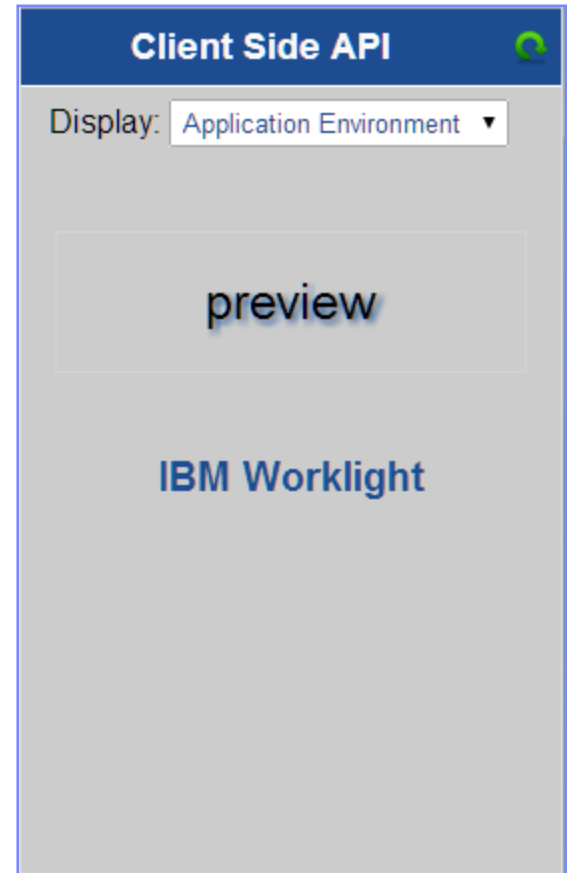 Client Side API
Display: Application Environment
preview
IBM Worklight